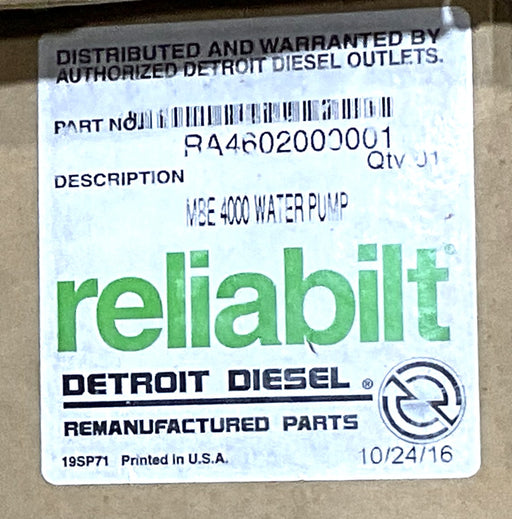 DISTRIBUTED AND WARRANTED BY
AUTHORIZED DETROIT DIESEL OUTLETS.
PART NO.
RA4602000001
Qty 01
DESCRIPTION
MBE 4000 WATER PUMP
reliabilt®
DETROIT DIESEL ®
REMANUFACTURED PARTS
19SP71 Printed in U.S.A.
10/24/16